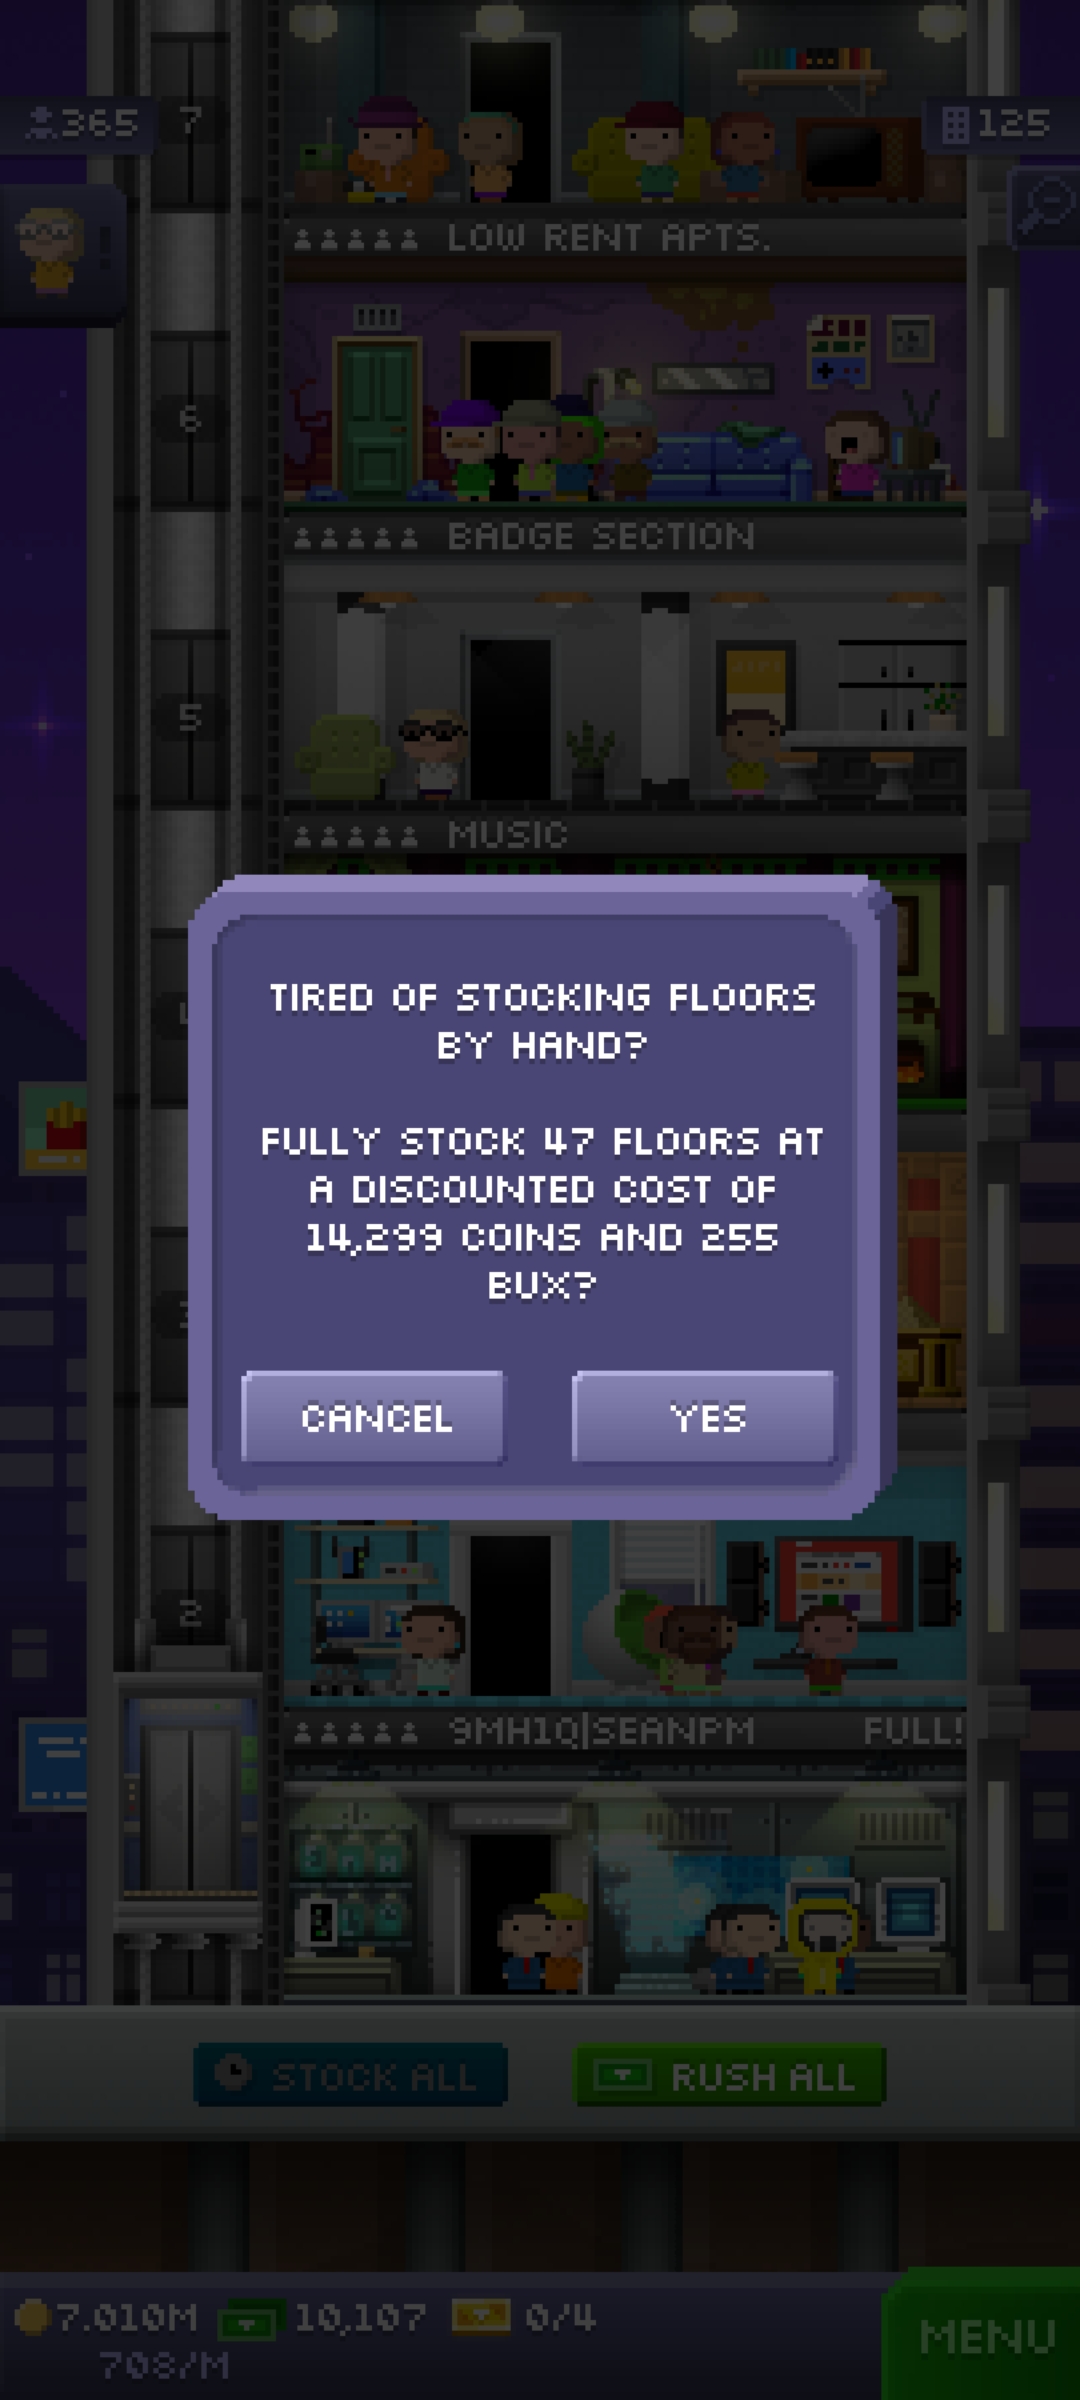 365
7
125
LOW RENT APTS.
6
BADGE SECTION
5
MUSIC
TIRED OF STOCKING FLOORS
BY HAND?
FULLY STOCK 47 FLOORS AT
A DISCOUNTED COST OF
14,299 COINS AND 255
BUX?
CANCEL
YES
2
9MH1Q|SEANPM
FULL!
STOCK ALL
RUSH ALL
7.010M
10,107
0/4
708/M
MENU